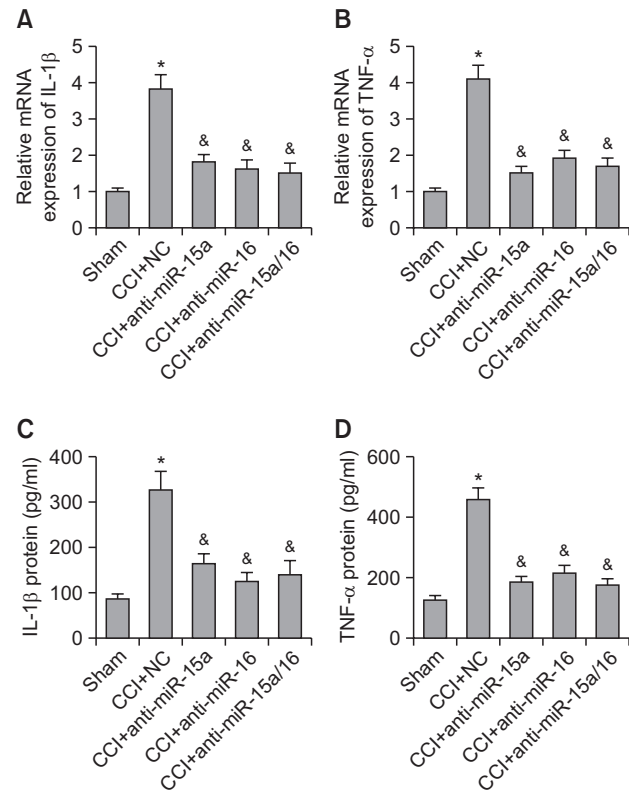 A
Relative mRNA
expression of IL-1β
5
4
3
2
1
0
*
&
&
&
Sham
CCI+NC
CCI+anti-miR-15a
CCI+anti-miR-16
CCI+anti-miR-15a/16
B
Relative mRNA
expression of TNF-α
5
4
3
2
1
0
*
&
&
&
Sham
CCI+NC
CCI+anti-miR-15a
CCI+anti-miR-16
CCI+anti-miR-15a/16
C
IL-1β protein (pg/ml)
400
300
200
100
0
*
&
&
&
Sham
CCI+NC
CCI+anti-miR-15a
CCI+anti-miR-16
CCI+anti-miR-15a/16
D
TNF-α protein (pg/ml)
600
400
200
0
*
&
&
&
Sham
CCI+NC
CCI+anti-miR-15a
CCI+anti-miR-16
CCI+anti-miR-15a/16